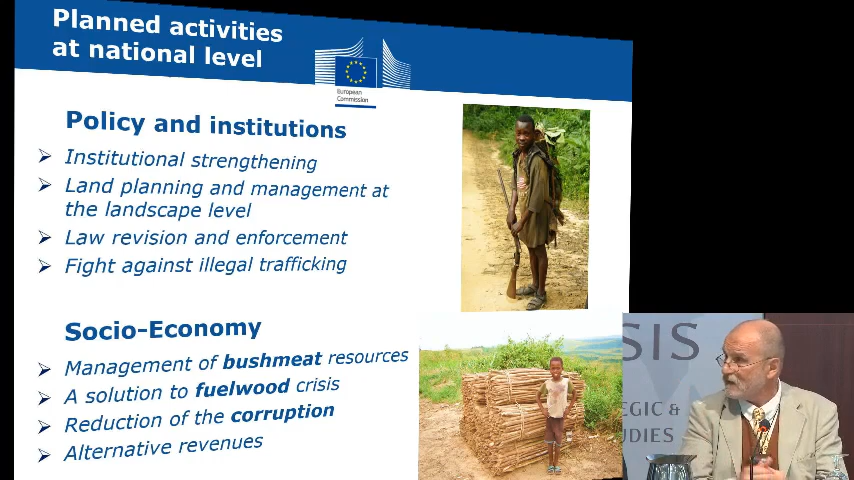 Planned activities
at national level
European
Commission
Policy and institutions
Institutional strengthening
Land planning and management at
the landscape level
Law revision and enforcement
Fight against illegal trafficking
Socio-Economy
Management of bushmeat resources
A solution to fuelwood crisis
Reduction of the corruption
Alternative revenues
SIS
EGIC &
UDIES